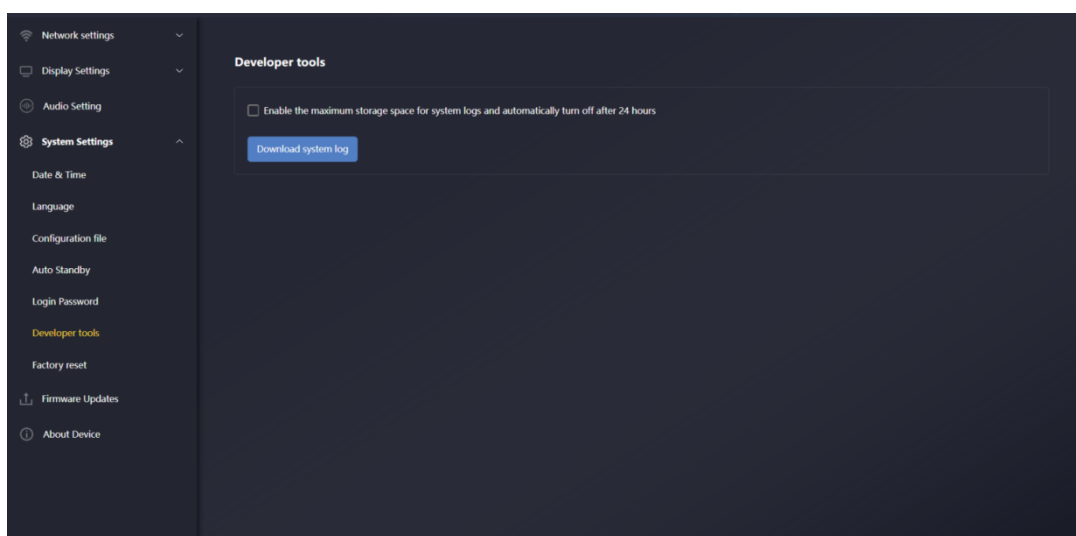 Network settings
Display Settings
Audio Setting
System Settings
Date & Time
Language
Configuration file
Auto Standby
Login Password
Developer tools
Factory reset
Firmware Updates
About Device
Developer tools
Enable the maximum storage space for system logs and automatically turn off after 24 hours
Download system log